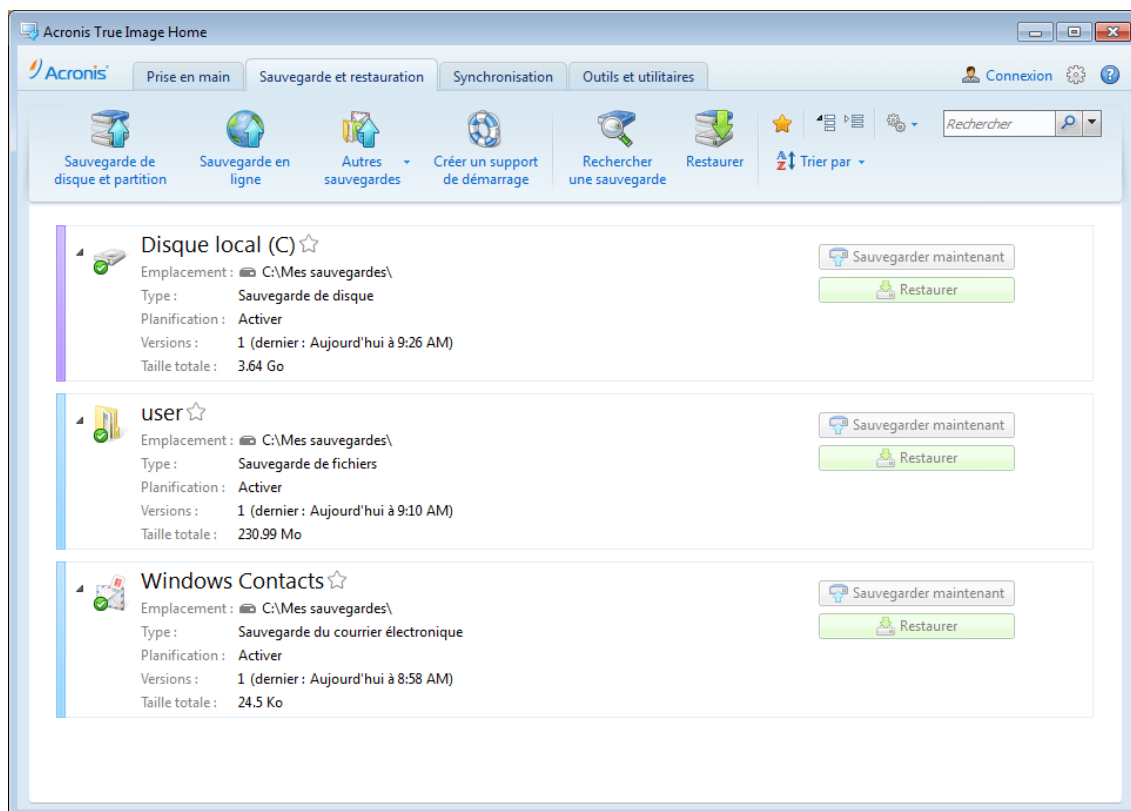 Acronis True Image Home
Acronis
Prise en main
Sauvegarde et restauration
Synchronisation
Outils et utilitaires
Connexion
Sauvegarde de
disque et partition
Sauvegarde en
ligne
Autres
sauvegardes
Créer un support
de démarrage
Rechercher
une sauvegarde
Restaurer
Rechercher
A
Z
Trier par
Disque local (C)
Emplacement : C:\Mes sauvegardes\
Type : Sauvegarde de disque
Planification : Activer
Versions : 1 (dernier : Aujourd'hui à 9:26 AM)
Taille totale : 3.64 Go
Sauvegarder maintenant
Restaurer
user
Emplacement : C:\Mes sauvegardes\
Type : Sauvegarde de fichiers
Planification : Activer
Versions : 1 (dernier : Aujourd'hui à 9:10 AM)
Taille totale : 230.99 Mo
Sauvegarder maintenant
Restaurer
Windows Contacts
Emplacement : C:\Mes sauvegardes\
Type : Sauvegarde du courrier électronique
Planification : Activer
Versions : 1 (dernier : Aujourd'hui à 8:58 AM)
Taille totale : 24.5 Ko
Sauvegarder maintenant
Restaurer